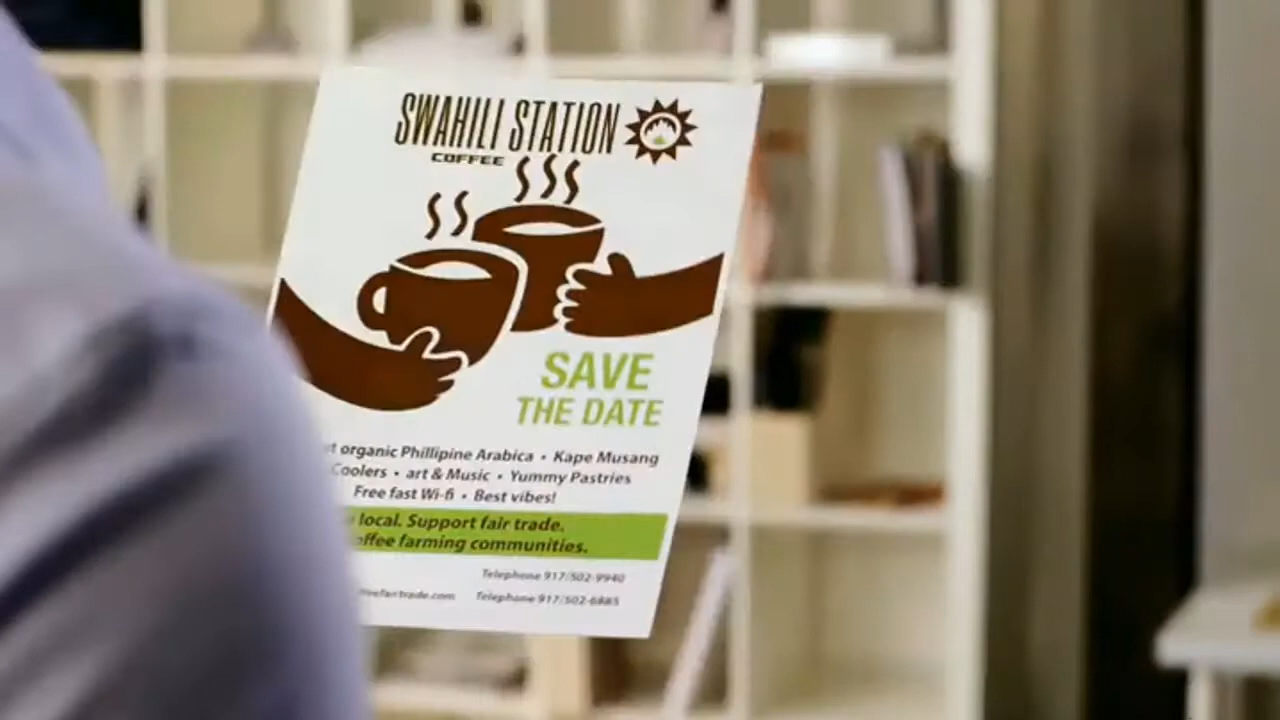 SWAHILI STATION
COFFEE
SAVE
THE DATE
organic Phillipine Arabica • Kape Musang
Coolers • art & Music • Yummy Pastries
Free fast Wi-fi • Best vibes!
local. Support fair trade.
farming communities.
Telephone 917/502-9940
Telephone 917/502-6885